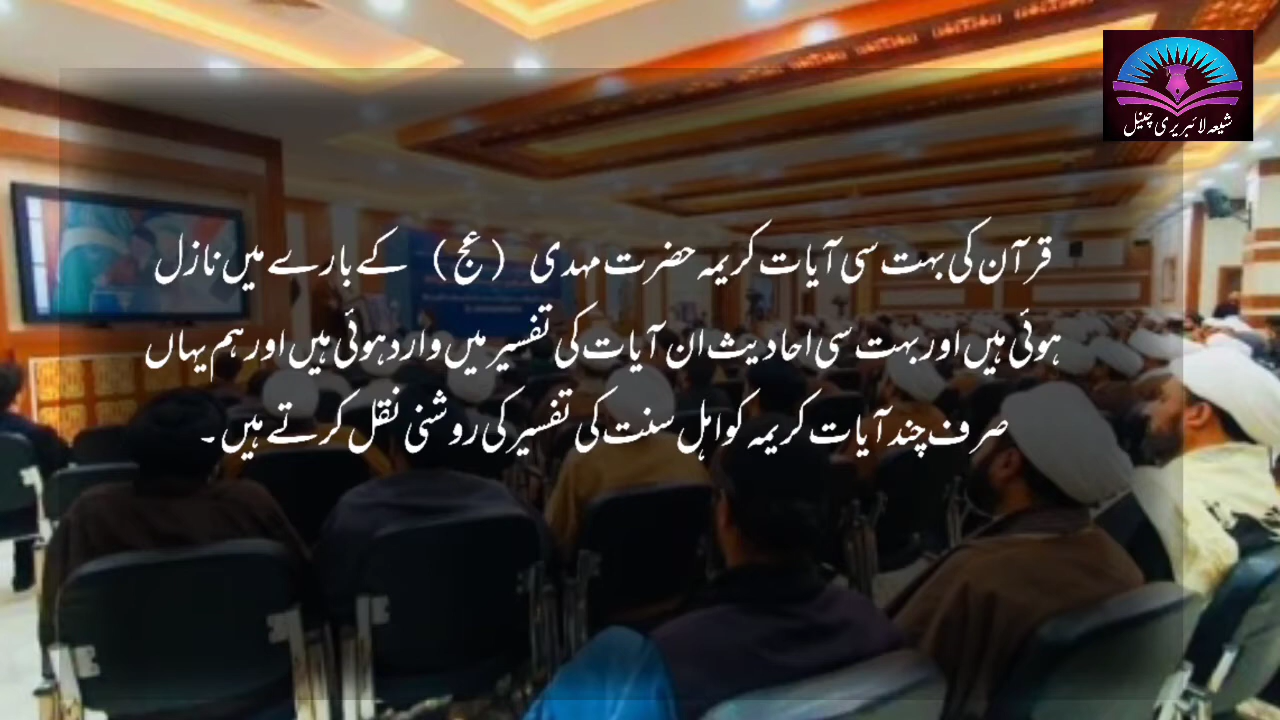 شیعہ لائبریری چینل
قرآن کی بہت سی آیات کریمہ حضرت مہدی (عج) کے بارے میں نازل
ہوئی ہیں اور بہت سی احادیث ان آیات کی تفسیر میں وارد ہوئی ہیں اور ہم یہاں
صرف چند آیات کریمہ کو اہل سنت کی تفسیر کی روشنی نقل کرتے ہیں۔